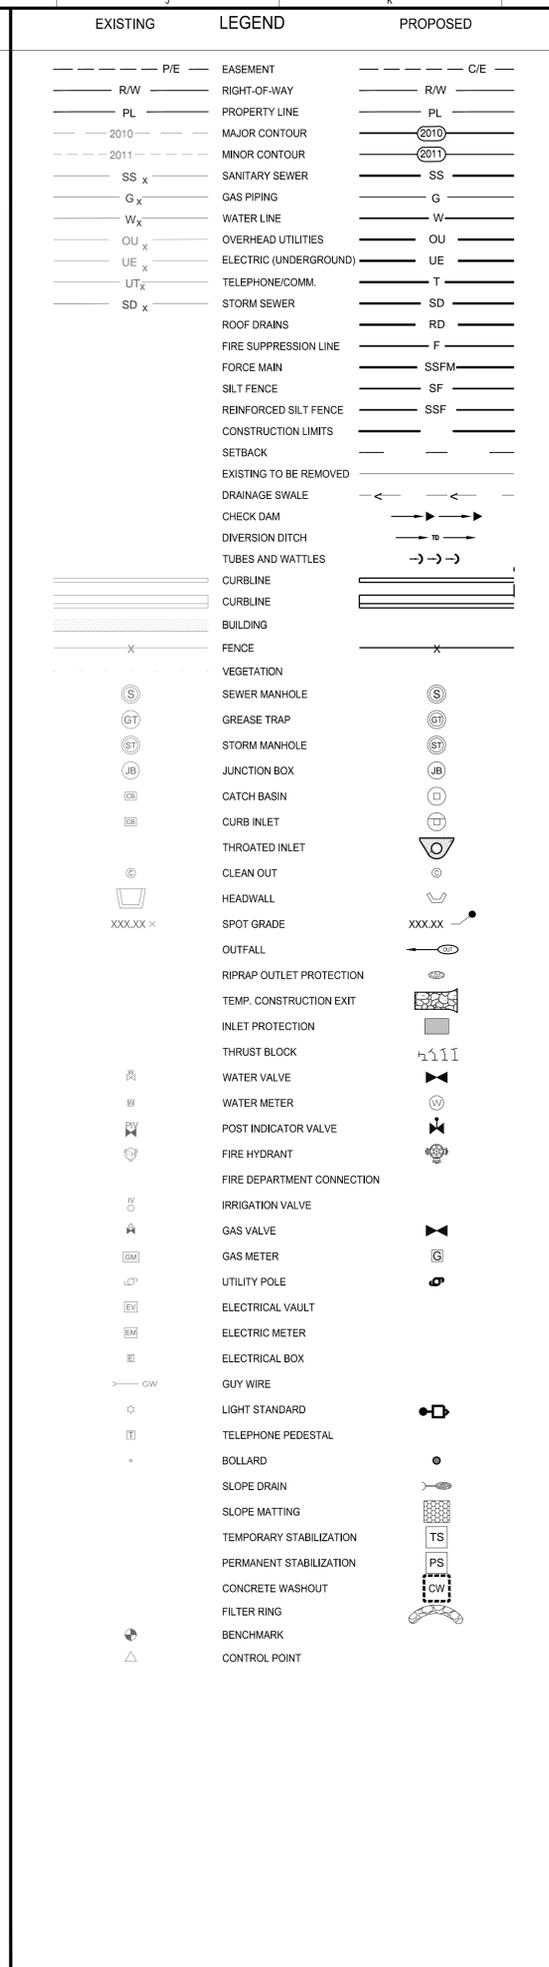 J K
EXISTING LEGEND PROPOSED
P/E EASEMENT C/E
R/W RIGHT-OF-WAY R/W
PL PROPERTY LINE PL
2010 MAJOR CONTOUR 2010
2011 MINOR CONTOUR 2011
SS x SANITARY SEWER SS
G x GAS PIPING G
W x WATER LINE W
OU x OVERHEAD UTILITIES OU
UE x ELECTRIC (UNDERGROUND) UE
UT x TELEPHONE/COMM. T
SD x STORM SEWER SD
ROOF DRAINS RD
FIRE SUPPRESSION LINE F
FORCE MAIN SSFM
SILT FENCE SF
REINFORCED SILT FENCE SSF
CONSTRUCTION LIMITS
SETBACK
EXISTING TO BE REMOVED
DRAINAGE SWALE
CHECK DAM
DIVERSION DITCH TD
TUBES AND WATTLES
CURBLINE
CURBLINE
BUILDING
X FENCE X
VEGETATION
S SEWER MANHOLE S
GT GREASE TRAP GT
ST STORM MANHOLE ST
JB JUNCTION BOX JB
CB CATCH BASIN
CB CURB INLET
THROATED INLET
C CLEAN OUT C
HEADWALL
XXX.XX × SPOT GRADE XXX.XX
OUTFALL OUT
RIPRAP OUTLET PROTECTION
TEMP. CONSTRUCTION EXIT
INLET PROTECTION
THRUST BLOCK
W WATER VALVE
WATER METER W
PIV POST INDICATOR VALVE
FIRE HYDRANT
FIRE DEPARTMENT CONNECTION
IV IRRIGATION VALVE
G GAS VALVE
GM GAS METER G
UTILITY POLE
EV ELECTRICAL VAULT
EM ELECTRIC METER
E ELECTRICAL BOX
GW GUY WIRE
LIGHT STANDARD
T TELEPHONE PEDESTAL
BOLLARD
SLOPE DRAIN
SLOPE MATTING
TEMPORARY STABILIZATION TS
PERMANENT STABILIZATION PS
CONCRETE WASHOUT CW
FILTER RING
BENCHMARK
CONTROL POINT